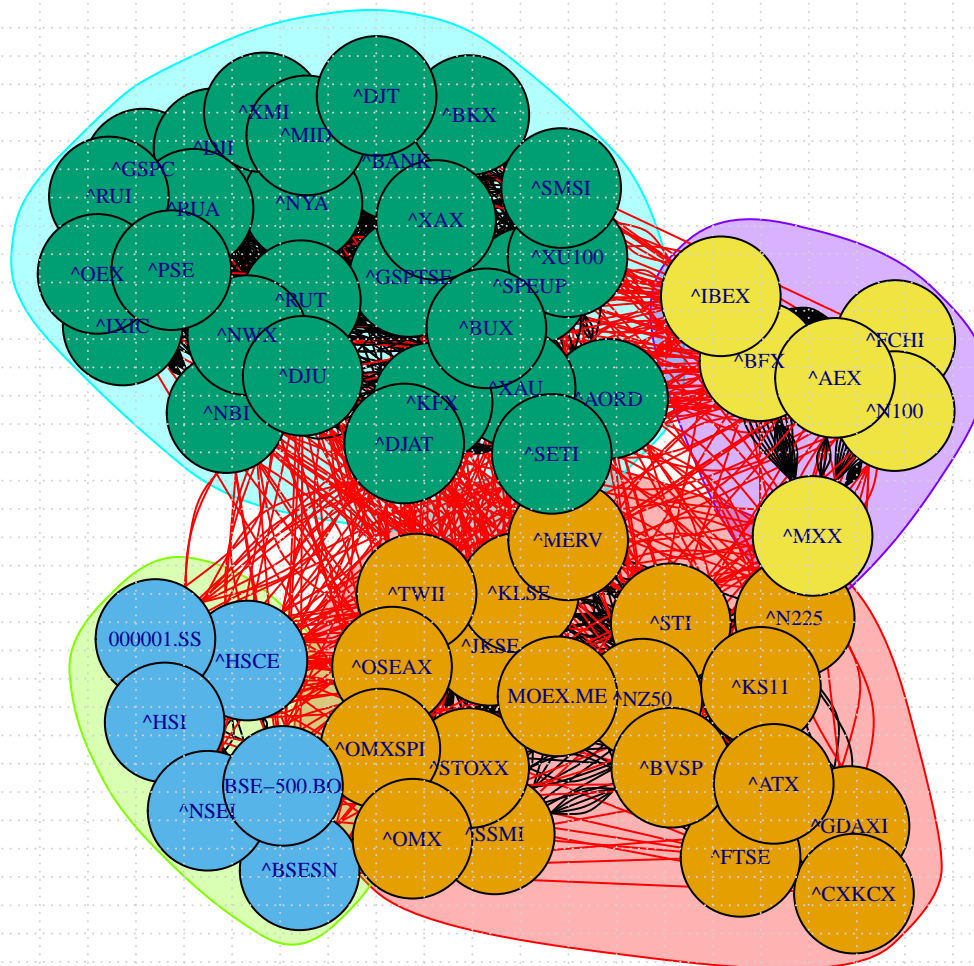 ^DJT
^XMI
^BKX
^MID
^DJI
^BANK
^GSPC
^SMSI
^RUI
^RUA
^NYA
^XAX
^XU100
^OEX
^PSE
^GSPTSE
^SPEUP
^IBEX
^RUT
^IXIC
^NWX
^BUX
^FCHI
^BFX
^AEX
^DJU
^XAU
^AORD
^KFX
^NBI
^N100
^DJAT
^SETI
^MXX
^MERV
^TWII
^KLSE
^STI
^N225
000001.SS
^HSCE
^JKSE
^OSEAX
^KS11
MOEX.ME
^NZ50
^HSI
^OMXSPI
^STOXX
^BVSP
^ATX
BSE-500.BO
^NSEI
^GDAXI
^OMX
^SSMI
^FTSE
^BSESN
^CXKCX